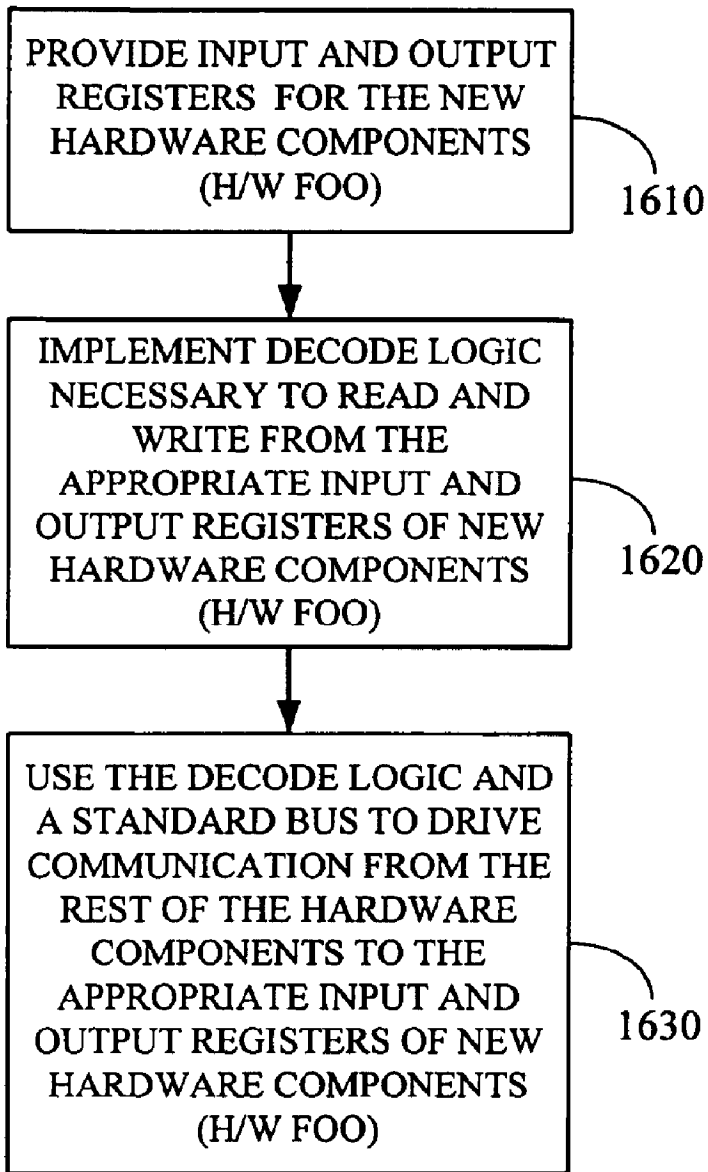 PROVIDE INPUT AND OUTPUT
REGISTERS FOR THE NEW
HARDWARE COMPONENTS
(H/W FOO)
1610
IMPLEMENT DECODE LOGIC
NECESSARY TO READ AND
WRITE FROM THE
APPROPRIATE INPUT AND
OUTPUT REGISTERS OF NEW
HARDWARE COMPONENTS
(H/W FOO)
1620
USE THE DECODE LOGIC AND
A STANDARD BUS TO DRIVE
COMMUNICATION FROM THE
REST OF THE HARDWARE
COMPONENTS TO THE
APPROPRIATE INPUT AND
OUTPUT REGISTERS OF NEW
HARDWARE COMPONENTS
(H/W FOO)
1630